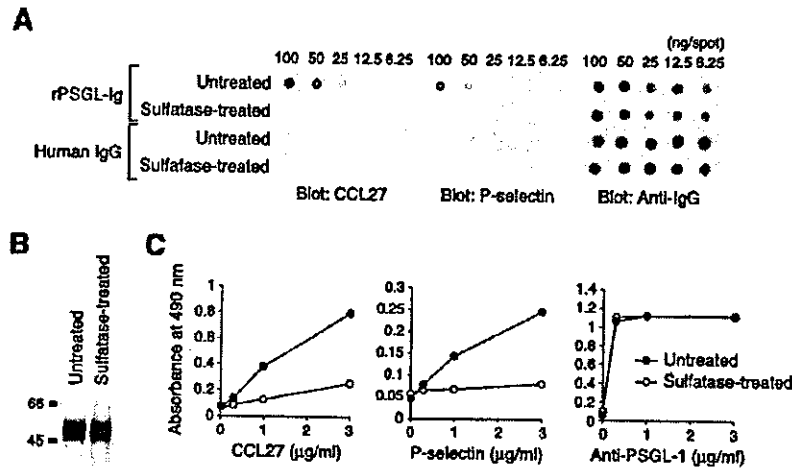 A
(ng/spot)
100 50 25 12.5 6.25 100 50 25 12.5 6.25 100 50 25 12.5 6.25
rPSGL-Ig
Untreated
Sulfatase-treated
Human IgG
Untreated
Sulfatase-treated
Blot: CCL27 Blot: P-selectin Blot: Anti-IgG
B
Untreated
Sulfatase-treated
66
45
C
Absorbance at 490 nm
1
0.8
0.6
0.4
0.2
0
0 1 2 3
CCL27 (µg/ml)
0.3
0.25
0.2
0.15
0.1
0.05
0
0 1 2 3
P-selectin (µg/ml)
1.4
1.2
1
0.8
0.6
0.4
0.2
0
0 1 2 3
Anti-PSGL-1 (µg/ml)
Untreated
Sulfatase-treated